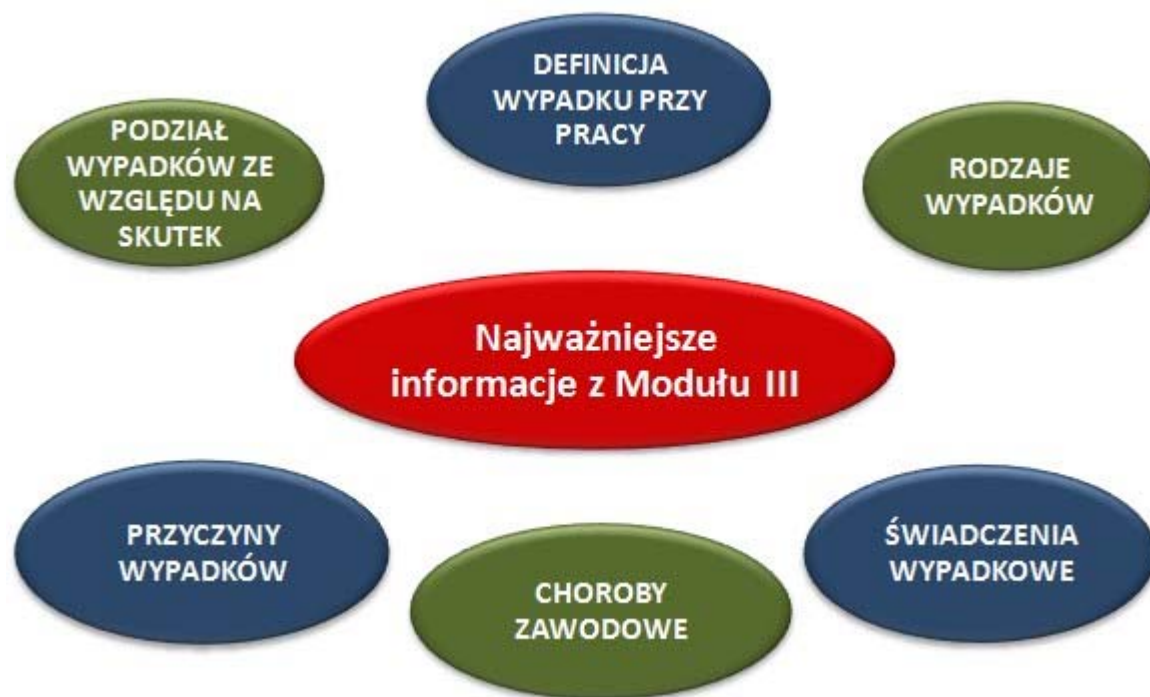 DEFINICJA
WYPADKU PRZY
PRACY
PODZIAŁ
WYPADKÓW ZE
WZGLĘDU NA
SKUTEK
RODZAJE
WYPADKÓW
Najważniejsze
informacje z Modułu III
PRZYCZYNY
WYPADKÓW
CHOROBY
ZAWODOWE
ŚWIADCZENIA
WYPADKOWE